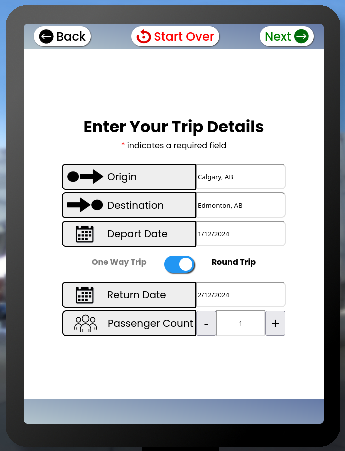 Back
Start Over
Next
Enter Your Trip Details
* indicates a required field
Origin
Calgary, AB
Destination
Edmonton, AB
Depart Date
1/12/2024
One Way Trip
Round Trip
Return Date
2/12/2024
Passenger Count
-
1
+